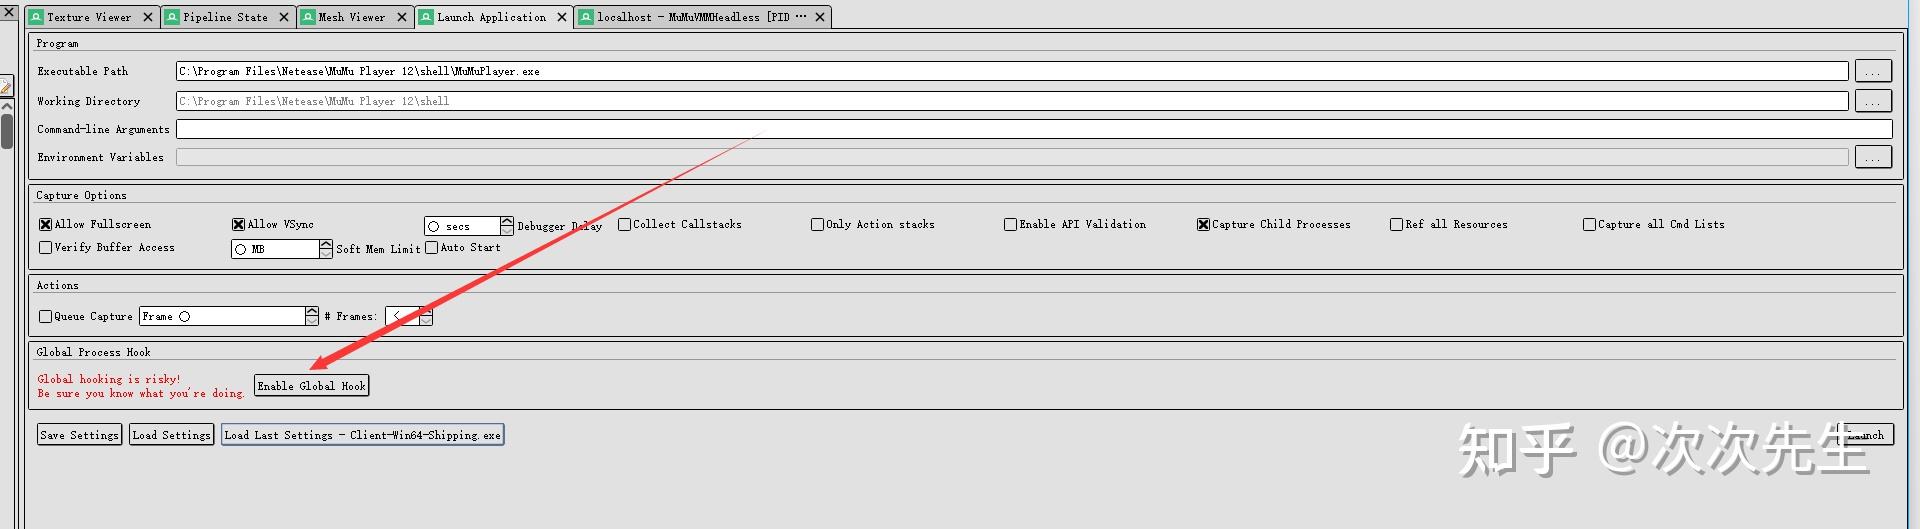 Texture Viewer Pipeline State Mesh Viewer Launch Application localhost - MuMuVMMHeadless [PID ...
Program
Executable Path C:\Program Files\Netease\MuMu Player 12\shell\MuMuPlayer.exe ...
Working Directory C:\Program Files\Netease\MuMu Player 12\shell ...
Command-line Arguments
Environment Variables ...
Capture Options
Allow Fullscreen Allow VSync secs Debugger Delay Collect Callstacks Only Action stacks Enable API Validation Capture Child Processes Ref all Resources Capture all Cmd Lists
Verify Buffer Access MB Soft Mem Limit Auto Start
Actions
Queue Capture Frame # Frames:
Global Process Hook
Global hooking is risky!
Be sure you know what you're doing.
Enable Global Hook
Save Settings Load Settings Load Last Settings - Client-Win64-Shipping.exe Launch
知乎 @次次先生